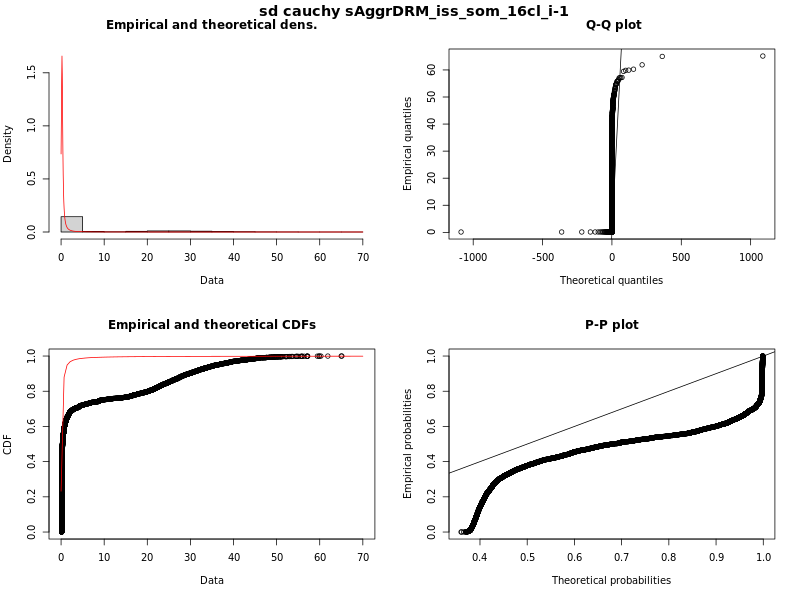 sd cauchy sAggrDRM_iss_som_16cl_i-1
Empirical and theoretical dens.
Density
0.0 0.5 1.0 1.5
0 10 20 30 40 50 60 70
Data
Q-Q plot
Empirical quantiles
0 10 20 30 40 50 60
-1000 -500 0 500 1000
Theoretical quantiles
Empirical and theoretical CDFs
CDF
0.0 0.2 0.4 0.6 0.8 1.0
0 10 20 30 40 50 60 70
Data
P-P plot
Empirical probabilities
0.0 0.2 0.4 0.6 0.8 1.0
0.4 0.5 0.6 0.7 0.8 0.9 1.0
Theoretical probabilities